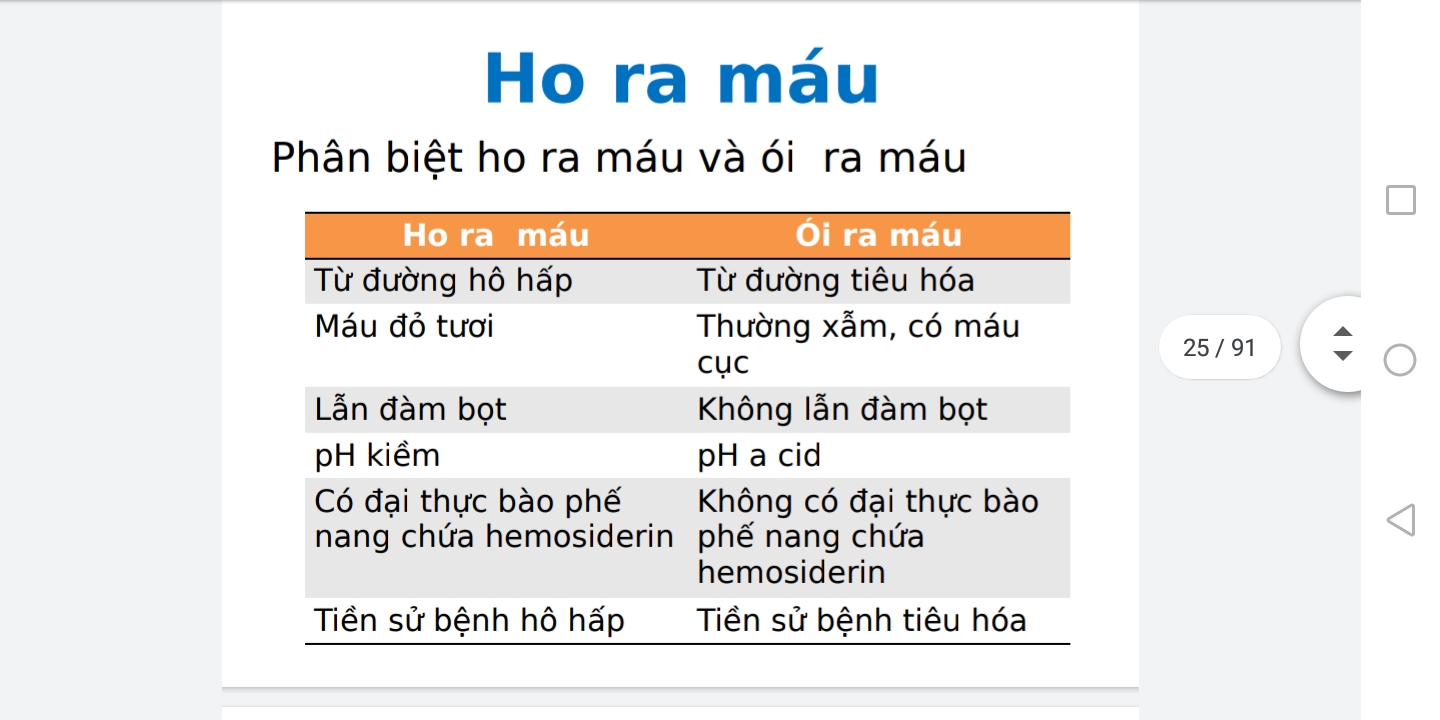 Ho ra máu
Phân biệt ho ra máu và ói ra máu
Ho ra máu
Ói ra máu
Từ đường hô hấp
Từ đường tiêu hóa
Máu đỏ tươi
Thường xẫm, có máu
cục
Lẫn đàm bọt
Không lẫn đàm bọt
pH kiềm
pH a cid
Có đại thực bào phế
nang chứa hemosiderin
Không có đại thực bào
phế nang chứa
hemosiderin
Tiền sử bệnh hô hấp
Tiền sử bệnh tiêu hóa
25 / 91